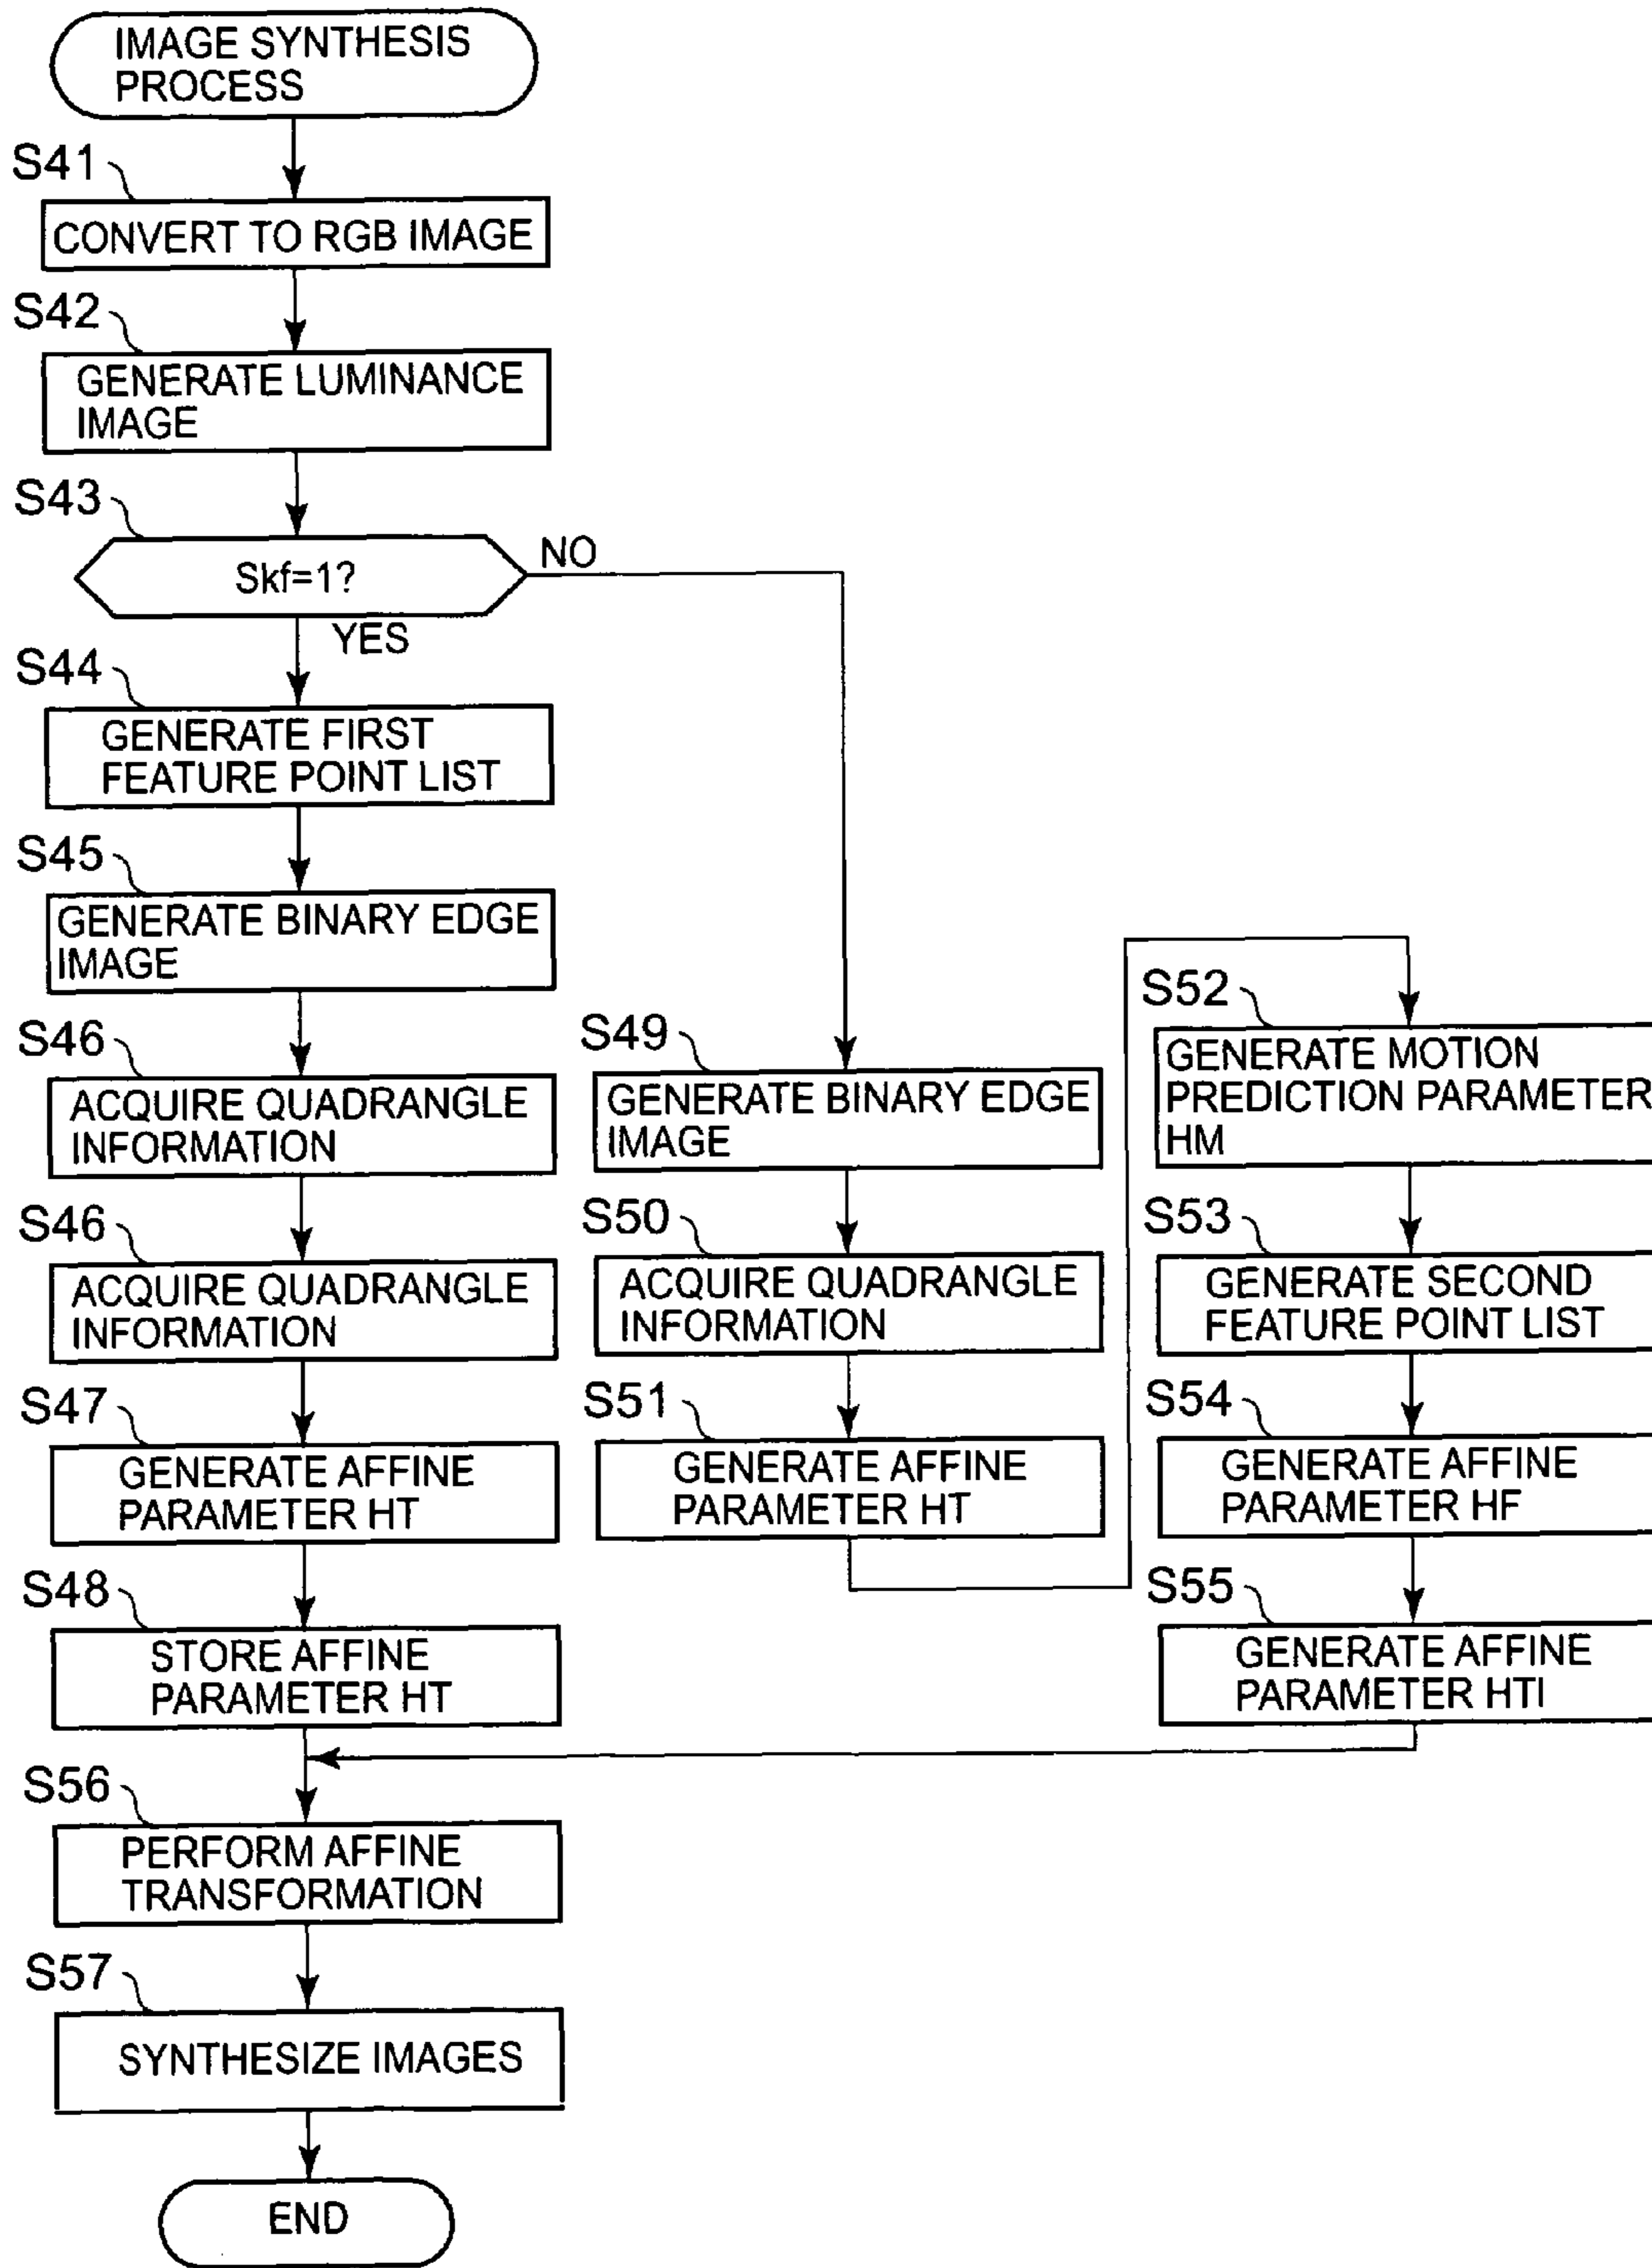 IMAGE SYNTHESIS
PROCESS
S41
CONVERT TO RGB IMAGE
S42
GENERATE LUMINANCE
IMAGE
S43
Skf=1?
NO
YES
S44
GENERATE FIRST
FEATURE POINT LIST
S45
GENERATE BINARY EDGE
IMAGE
S46
ACQUIRE QUADRANGLE
INFORMATION
S46
ACQUIRE QUADRANGLE
INFORMATION
S47
GENERATE AFFINE
PARAMETER HT
S48
STORE AFFINE
PARAMETER HT
S49
GENERATE BINARY EDGE
IMAGE
S50
ACQUIRE QUADRANGLE
INFORMATION
S51
GENERATE AFFINE
PARAMETER HT
S52
GENERATE MOTION
PREDICTION PARAMETER
HM
S53
GENERATE SECOND
FEATURE POINT LIST
S54
GENERATE AFFINE
PARAMETER HF
S55
GENERATE AFFINE
PARAMETER HTI
S56
PERFORM AFFINE
TRANSFORMATION
S57
SYNTHESIZE IMAGES
END